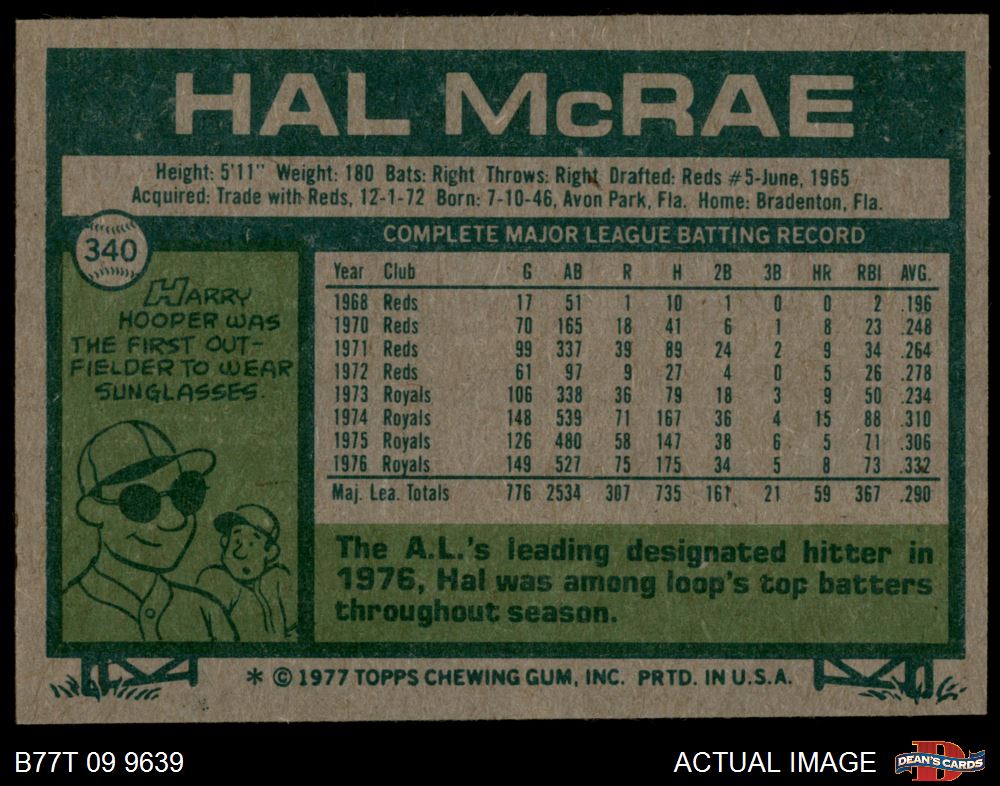 HAL McRAE
Height: 5'11" Weight: 180 Bats: Right Throws: Right Drafted: Reds #5-June, 1965
Acquired: Trade with Reds, 12-1-72 Born: 7-10-46, Avon Park, Fla. Home: Bradenton, Fla.
340
HARRY
HOOPER WAS
THE FIRST OUT-
FIELDER TO WEAR
SUNGLASSES.
COMPLETE MAJOR LEAGUE BATTING RECORD
Year Club G AB R H 2B 3B HR RBI AVG.
1968 Reds 17 51 1 10 1 0 0 2 .196
1970 Reds 70 165 18 41 6 1 8 23 .248
1971 Reds 99 337 39 89 24 2 9 34 .264
1972 Reds 61 97 9 27 4 0 5 26 .278
1973 Royals 106 338 36 79 18 3 9 50 .234
1974 Royals 148 539 71 167 36 4 15 88 .310
1975 Royals 126 480 58 147 38 6 5 71 .306
1976 Royals 149 527 75 175 34 5 8 73 .332
Maj. Lea. Totals 776 2534 307 735 161 21 59 367 .290
The A.L.'s leading designated hitter in
1976, Hal was among loop's top batters
throughout season.
* © 1977 TOPPS CHEWING GUM, INC. PRTD. IN U.S.A.
B77T 09 9639
ACTUAL IMAGE
D
DEAN'S CARDS